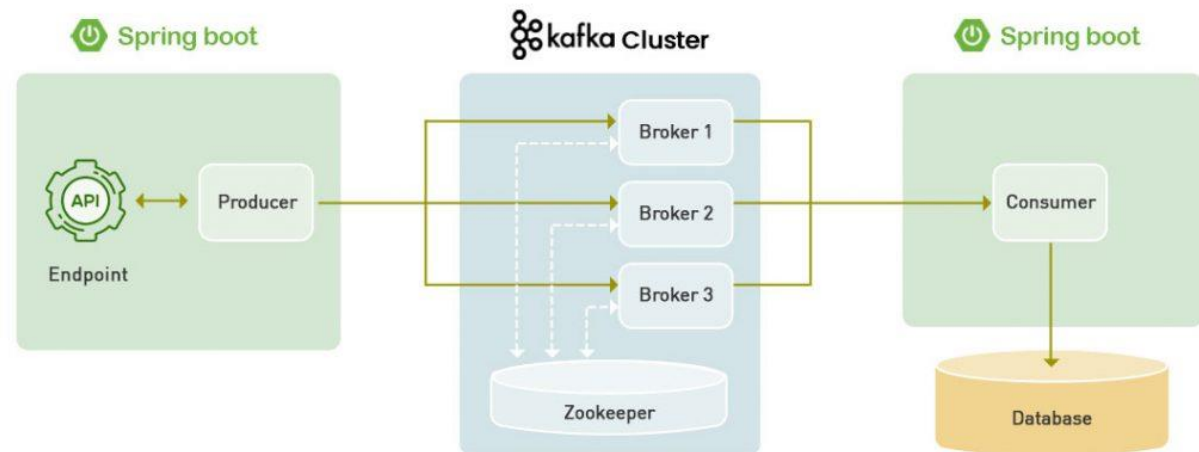 Spring boot
kafka Cluster
Spring boot
API
Endpoint
Producer
Broker 1
Broker 2
Broker 3
Zookeeper
Consumer
Database